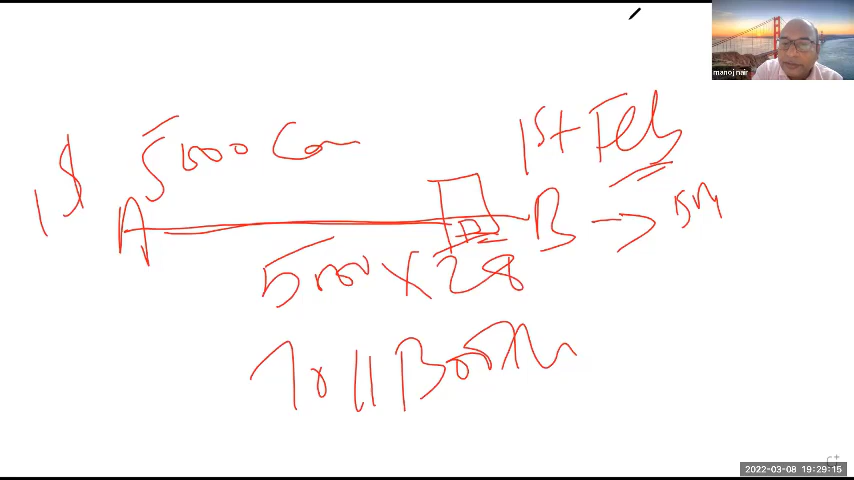 1st Feb
1$ 5000 Car
A B → 5M
5000 X 28
Toll Booth
manoj nair
2022-03-08 19:29:15